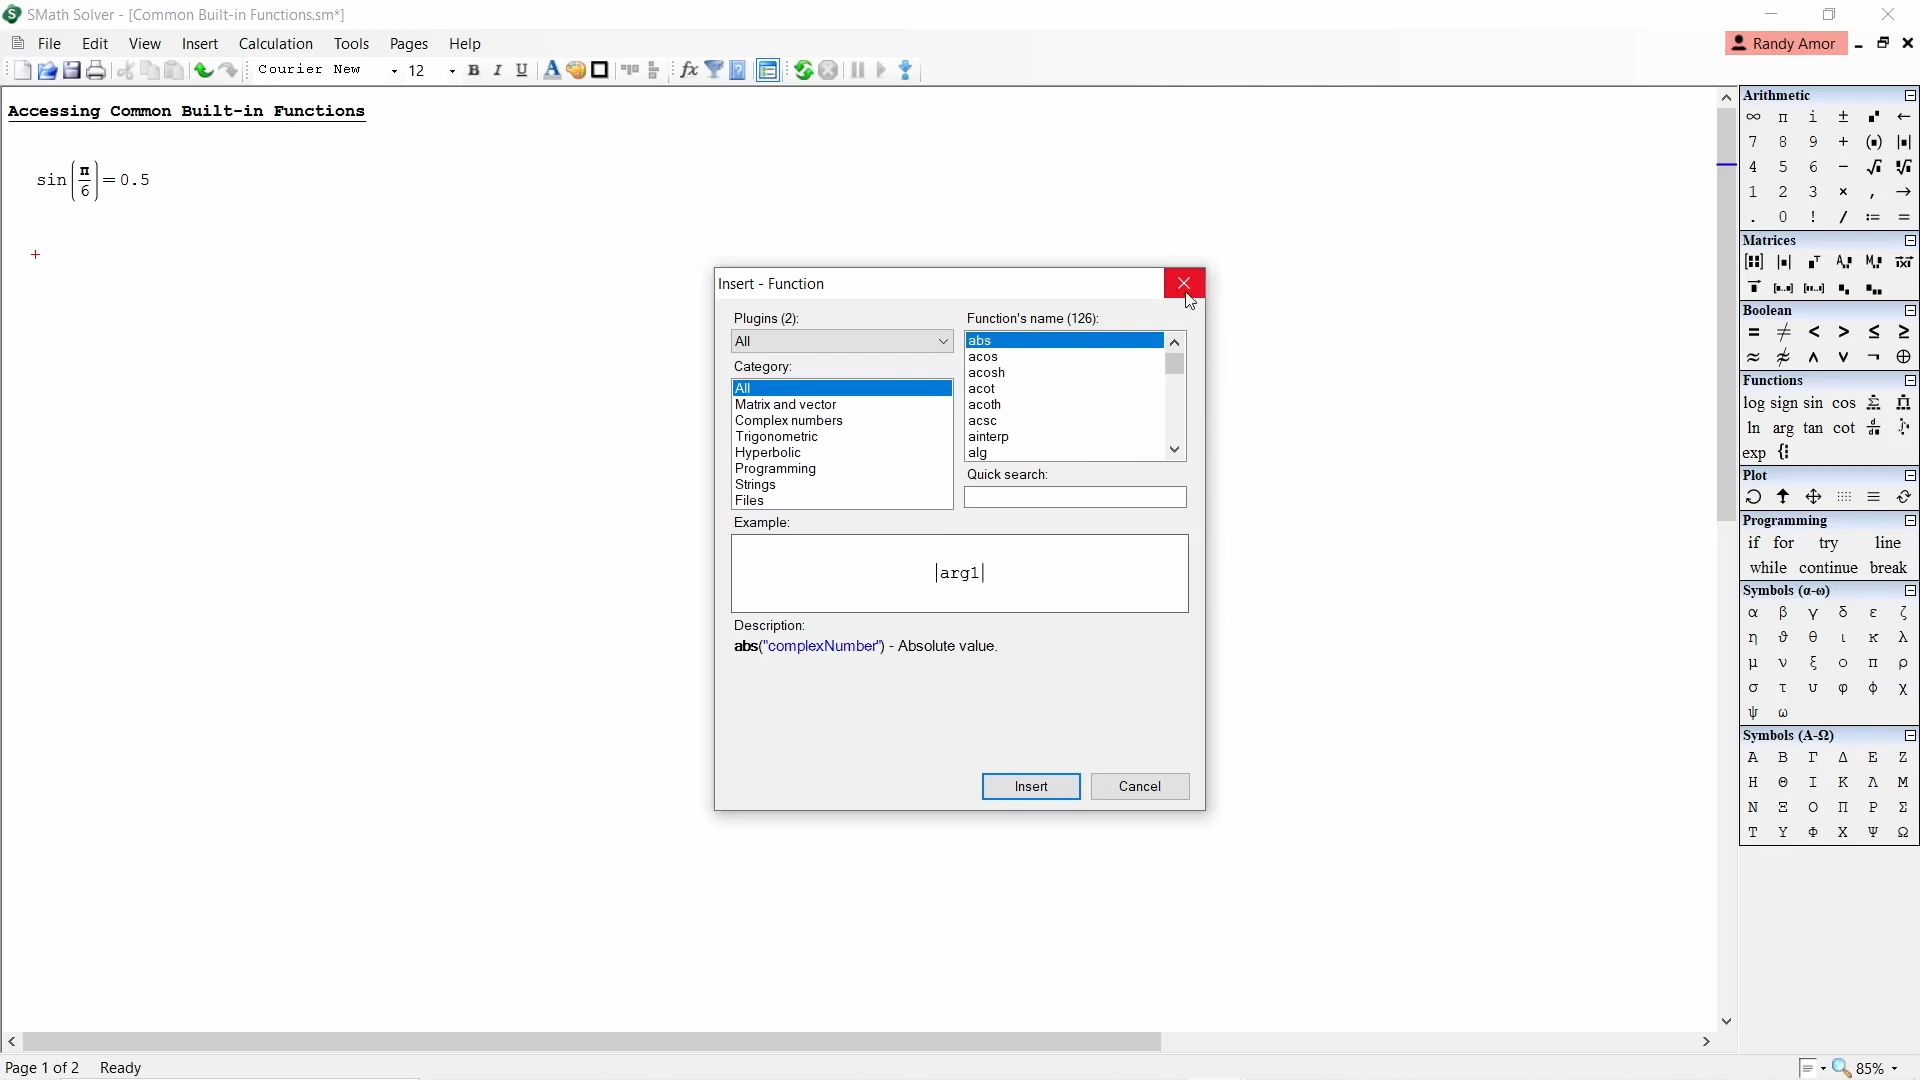 SMath Solver - [Common Built-in Functions.sm*]
File Edit View Insert Calculation Tools Pages Help
Randy Amor
Courier New 12 B I U A fx
Accessing Common Built-in Functions
sin(π/6)=0.5
+
Insert - Function
Plugins (2):
All
Category:
All
Matrix and vector
Complex numbers
Trigonometric
Hyperbolic
Programming
Strings
Files
Function's name (126):
abs
acos
acosh
acot
acoth
acsc
ainterp
alg
Quick search:
Example:
|arg1|
Description:
abs("complexNumber") - Absolute value.
Insert Cancel
Arithmetic
∞ π i ±
7 8 9 +
4 5 6 −
1 2 3 × , →
. 0 ! / := =
Matrices
Boolean
= ≠ < > ≤ ≥
≈ ≉ ∧ ∨ ¬ ⊕
Functions
log sign sin cos
ln arg tan cot
exp
Plot
Programming
if for try line
while continue break
Symbols (α-ω)
α β γ δ ε ζ
η ϑ θ ι κ λ
μ ν ξ ο π ρ
σ τ υ φ ϕ χ
ψ ω
Symbols (Α-Ω)
Α Β Γ Δ Ε Ζ
Η Θ Ι Κ Λ Μ
Ν Ξ Ο Π Ρ Σ
Τ Υ Φ Χ Ψ Ω
Page 1 of 2 Ready
85%